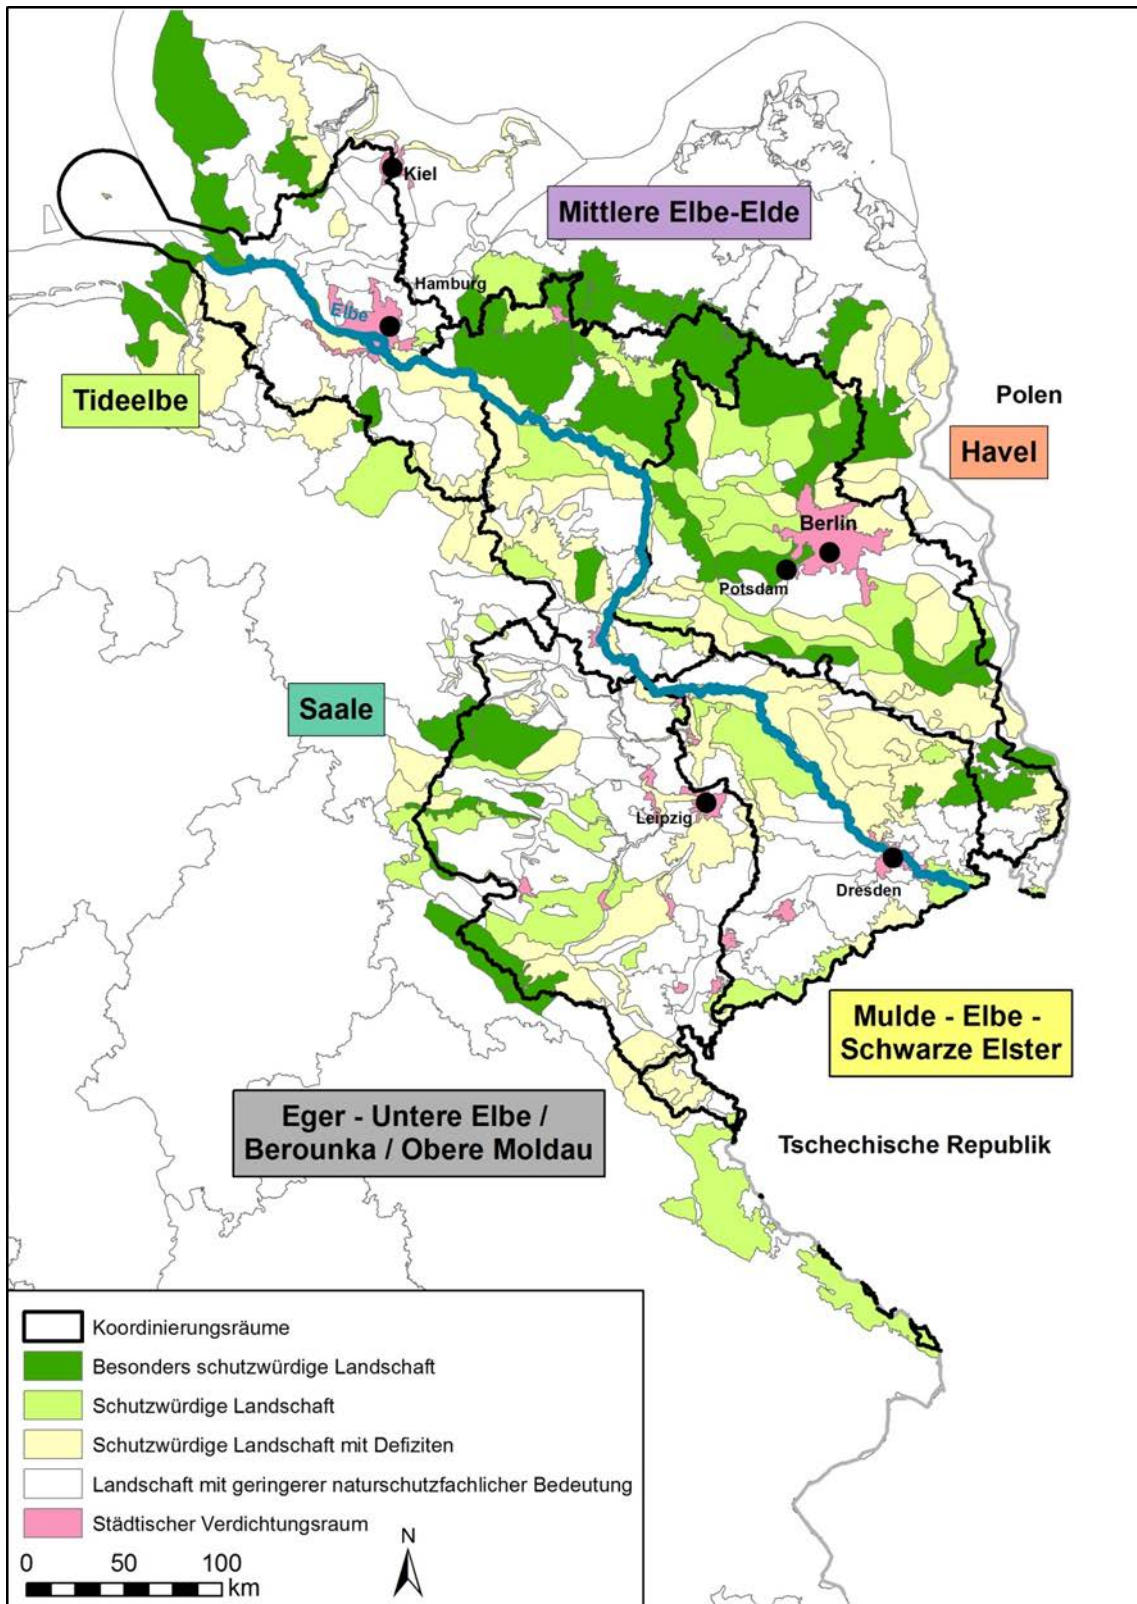 Kiel
Mittlere Elbe-Elde
Hamburg
Elbe
Tideelbe
Polen
Havel
Berlin
Potsdam
Saale
Leipzig
Dresden
Mulde - Elbe -
Schwarze Elster
Eger - Untere Elbe /
Berounka / Obere Moldau
Tschechische Republik
Koordinierungsräume
Besonders schutzwürdige Landschaft
Schutzwürdige Landschaft
Schutzwürdige Landschaft mit Defiziten
Landschaft mit geringerer naturschutzfachlicher Bedeutung
Städtischer Verdichtungsraum
N
0 50 100
km